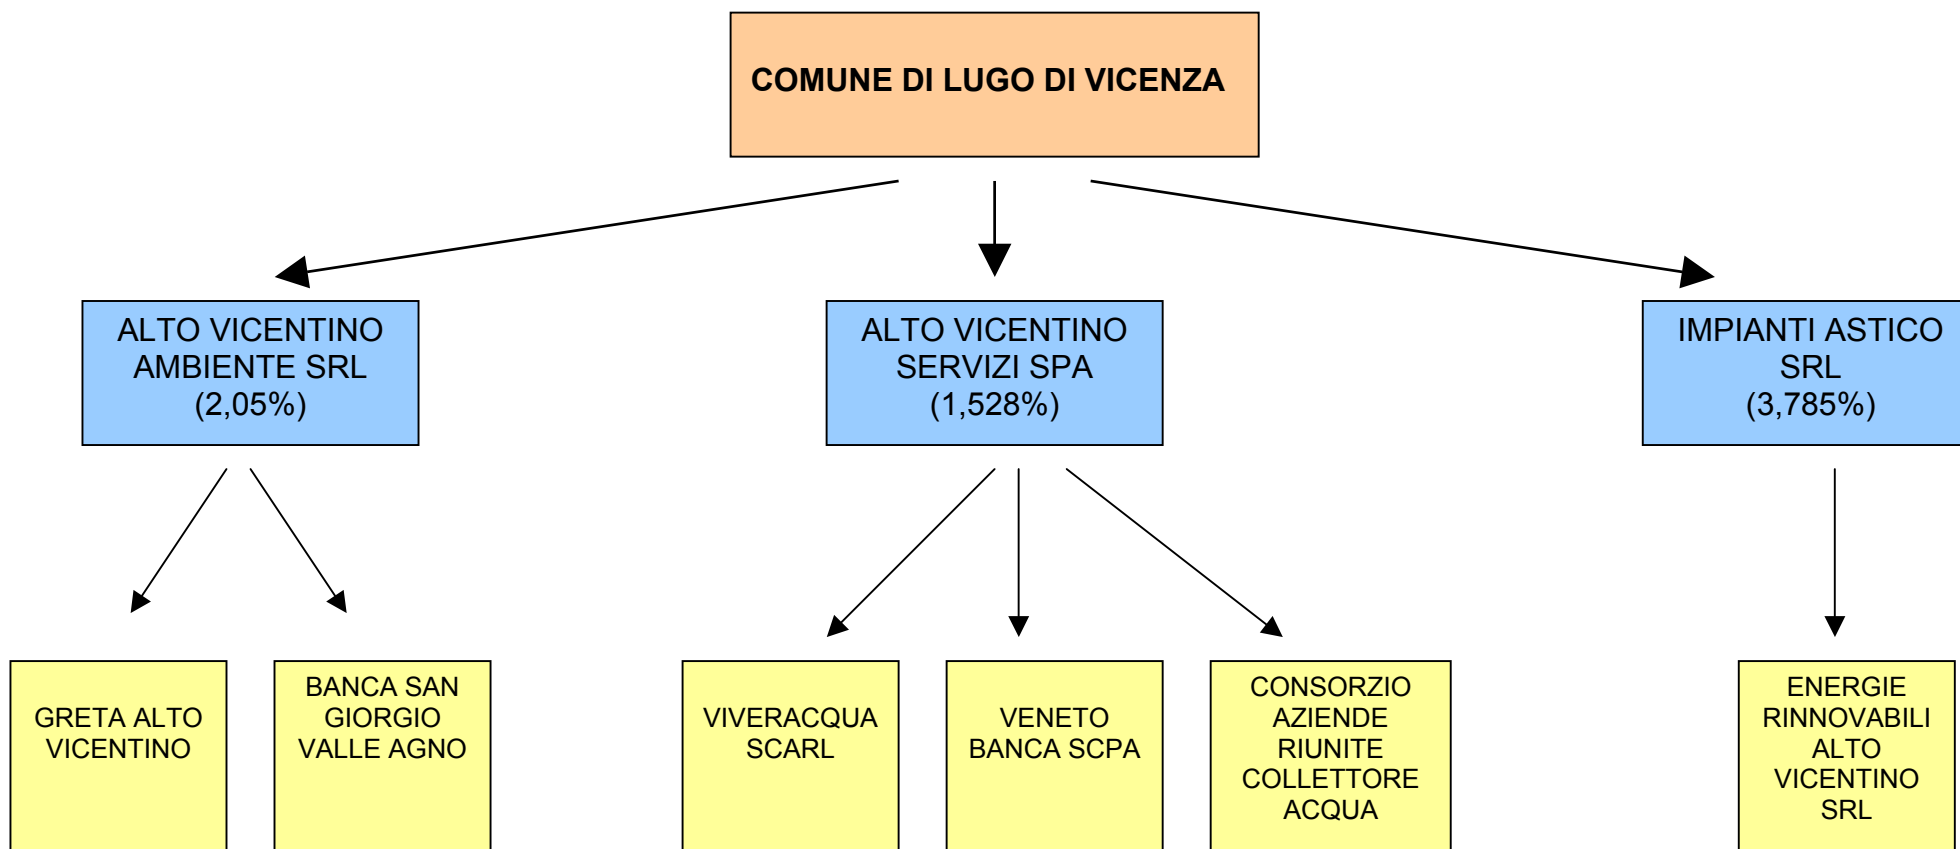 COMUNE DI LUGO DI VICENZA
ALTO VICENTINO
AMBIENTE SRL
(2,05%)
ALTO VICENTINO
SERVIZI SPA
(1,528%)
IMPIANTI ASTICO
SRL
(3,785%)
GRETA ALTO
VICENTINO
BANCA SAN
GIORGIO
VALLE AGNO
VIVERACQUA
SCARL
VENETO
BANCA SCPA
CONSORZIO
AZIENDE
RIUNITE
COLLETTORE
ACQUA
ENERGIE
RINNOVABILI
ALTO
VICENTINO
SRL